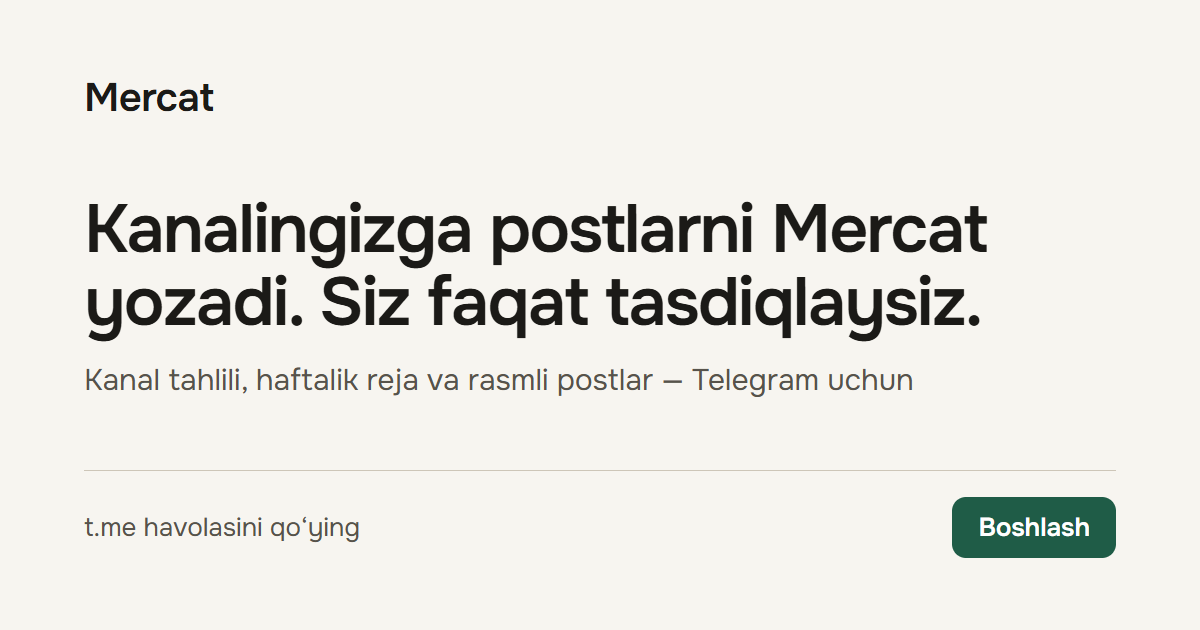 Mercat
Kanalingizga postlarni Mercat
yozadi. Siz faqat tasdiqlaysiz.
Kanal tahlili, haftalik reja va rasmli postlar — Telegram uchun
t.me havolasini qo‘ying
Boshlash